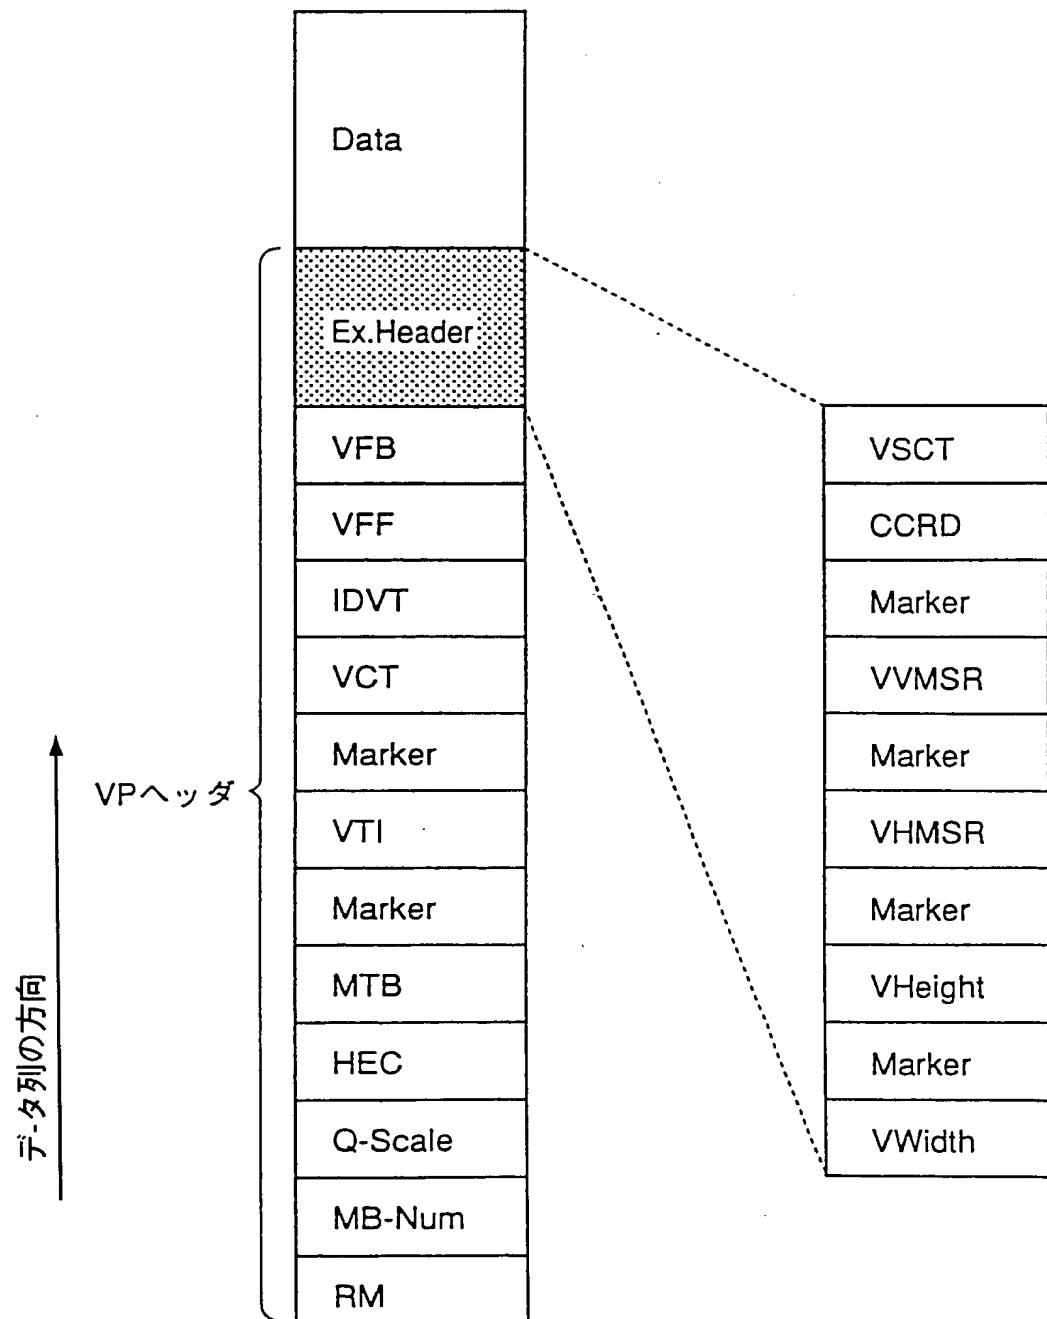 Data
Ex.Header
VFB
VFF
IDVT
VCT
Marker
VTI
Marker
MTB
HEC
Q-Scale
MB-Num
RM
VPヘッダ
データ列の方向
VSCT
CCRD
Marker
VVMSR
Marker
VHMSR
Marker
VHeight
Marker
VWidth